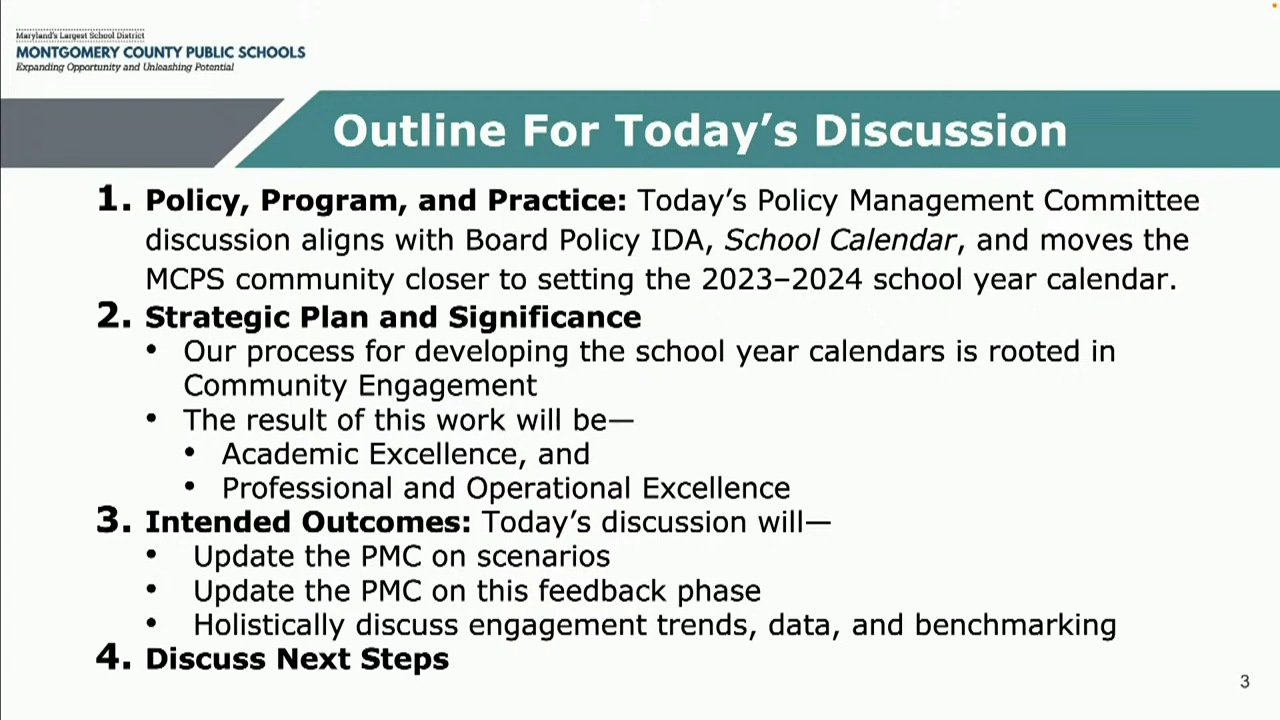 Maryland's Largest School District
MONTGOMERY COUNTY PUBLIC SCHOOLS
Expanding Opportunity and Unleashing Potential
Outline For Today's Discussion
1. Policy, Program, and Practice: Today's Policy Management Committee
discussion aligns with Board Policy IDA, School Calendar, and moves the
MCPS community closer to setting the 2023–2024 school year calendar.
2. Strategic Plan and Significance
• Our process for developing the school year calendars is rooted in
Community Engagement
• The result of this work will be—
• Academic Excellence, and
• Professional and Operational Excellence
3. Intended Outcomes: Today's discussion will—
• Update the PMC on scenarios
• Update the PMC on this feedback phase
• Holistically discuss engagement trends, data, and benchmarking
4. Discuss Next Steps
3